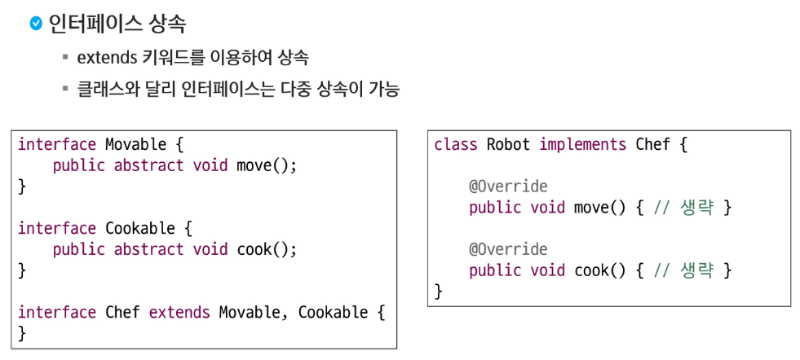 인터페이스 상속
extends 키워드를 이용하여 상속
클래스와 달리 인터페이스는 다중 상속이 가능
interface Movable {
    public abstract void move();
}
interface Cookable {
    public abstract void cook();
}
interface Chef extends Movable, Cookable {
}
class Robot implements Chef {
    @Override
    public void move() { // 생략 }
    @Override
    public void cook() { // 생략 }
}